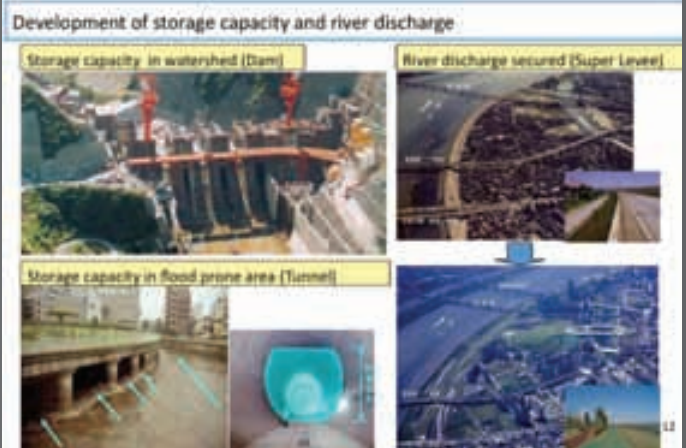 Development of storage capacity and river discharge
Storage capacity in watershed (Dam)
River discharge secured (Super Levee)
Storage capacity in flood prone area (Tunnel)
12